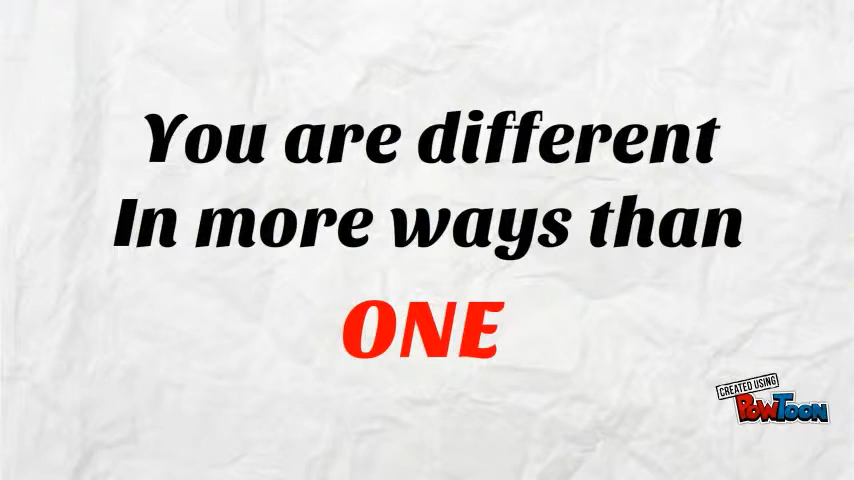 You are different
In more ways than
ONE
CREATED USING
POWTOON